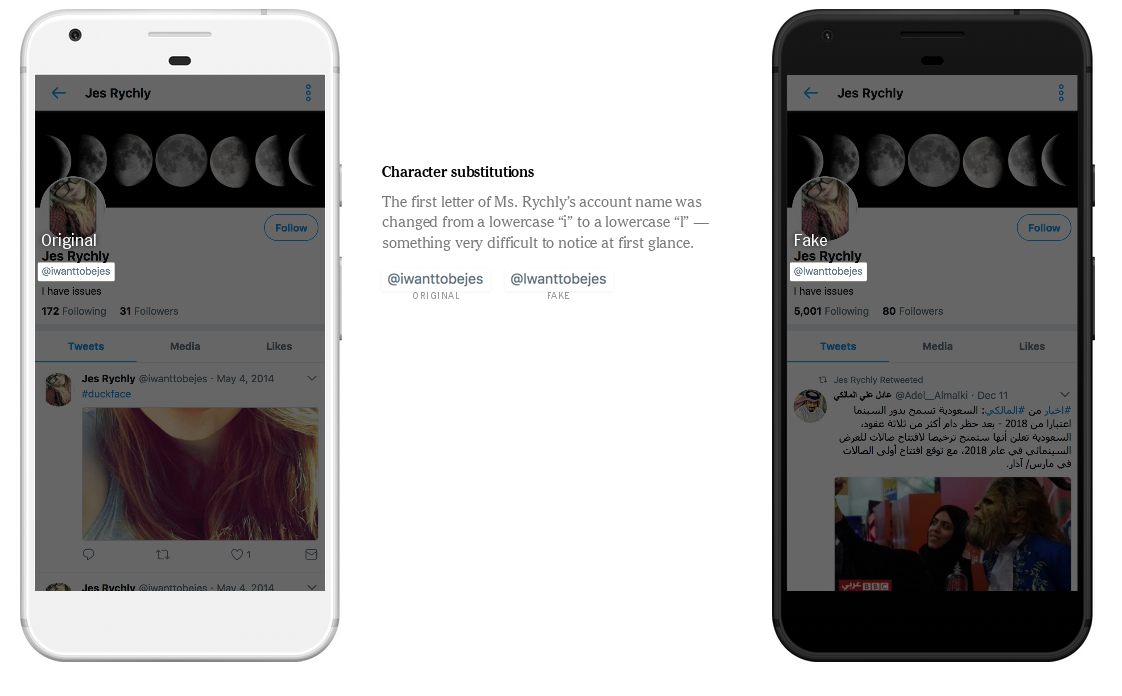 Jes Rychly
Original
Jes Rychly
@iwanttobejes
Follow
I have issues
172 Following 31 Followers
Tweets Media Likes
Jes Rychly @iwanttobejes · May 4, 2014
#duckface
1
Jes Rychly @iwanttobejes · May 4, 2014
Character substitutions
The first letter of Ms. Rychly’s account name was
changed from a lowercase “i” to a lowercase “l” —
something very difficult to notice at first glance.
@iwanttobejes @lwanttobejes
ORIGINAL FAKE
Jes Rychly
Fake
Jes Rychly
@lwanttobejes
Follow
I have issues
5,001 Following 80 Followers
Tweets Media Likes
Jes Rychly Retweeted
عادل علي المالكي @Adel__Almalki · Dec 11
#اخبار من #المالكي: السعودية تسمح بدور السينما
اعتبارا من 2018 - بعد حظر دام أكثر من ثلاثة عقود،
السعودية تعلن أنها ستمنح ترخيصا لافتتاح صالات للعرض
السينمائي في عام 2018، مع توقع افتتاح أولى الصالات
في مارس/ آذار.
BBC عربي